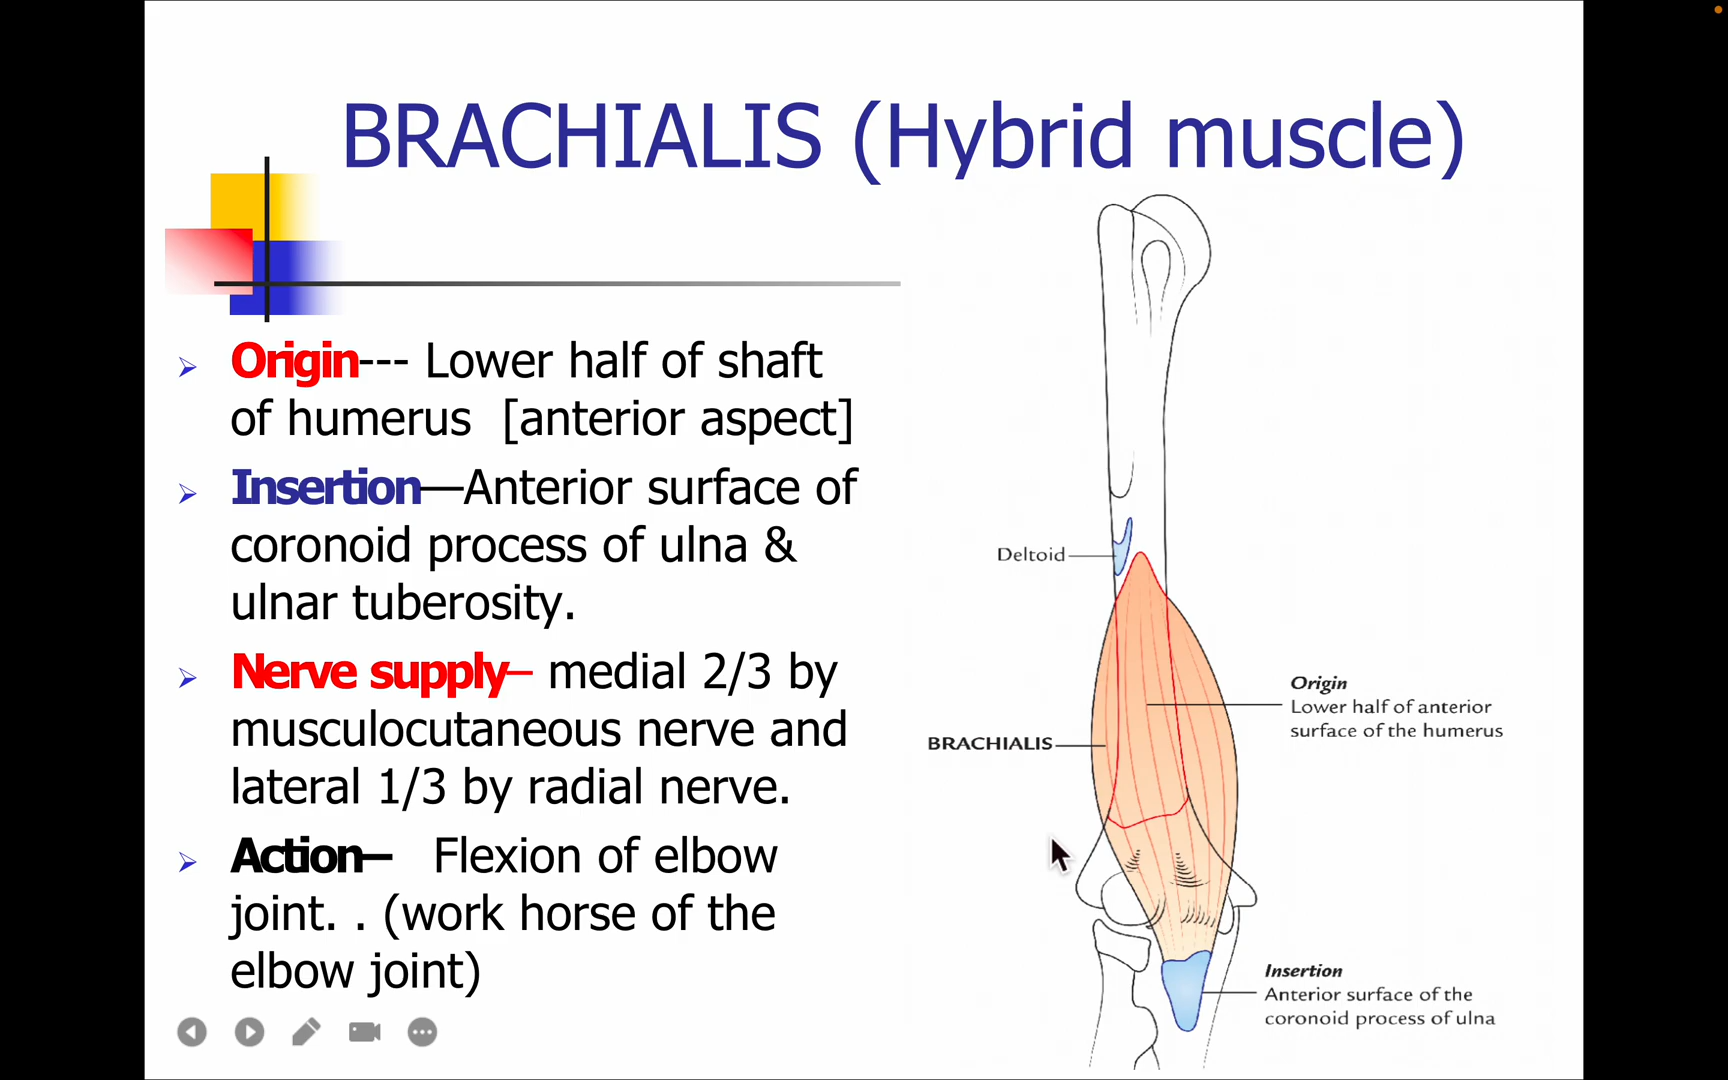 BRACHIALIS (Hybrid muscle)
Origin--- Lower half of shaft
of humerus [anterior aspect]
Insertion—Anterior surface of
coronoid process of ulna &
ulnar tuberosity.
Nerve supply– medial 2/3 by
musculocutaneous nerve and
lateral 1/3 by radial nerve.
Action– Flexion of elbow
joint. . (work horse of the
elbow joint)
Deltoid
Origin
Lower half of anterior
surface of the humerus
BRACHIALIS
Insertion
Anterior surface of the
coronoid process of ulna